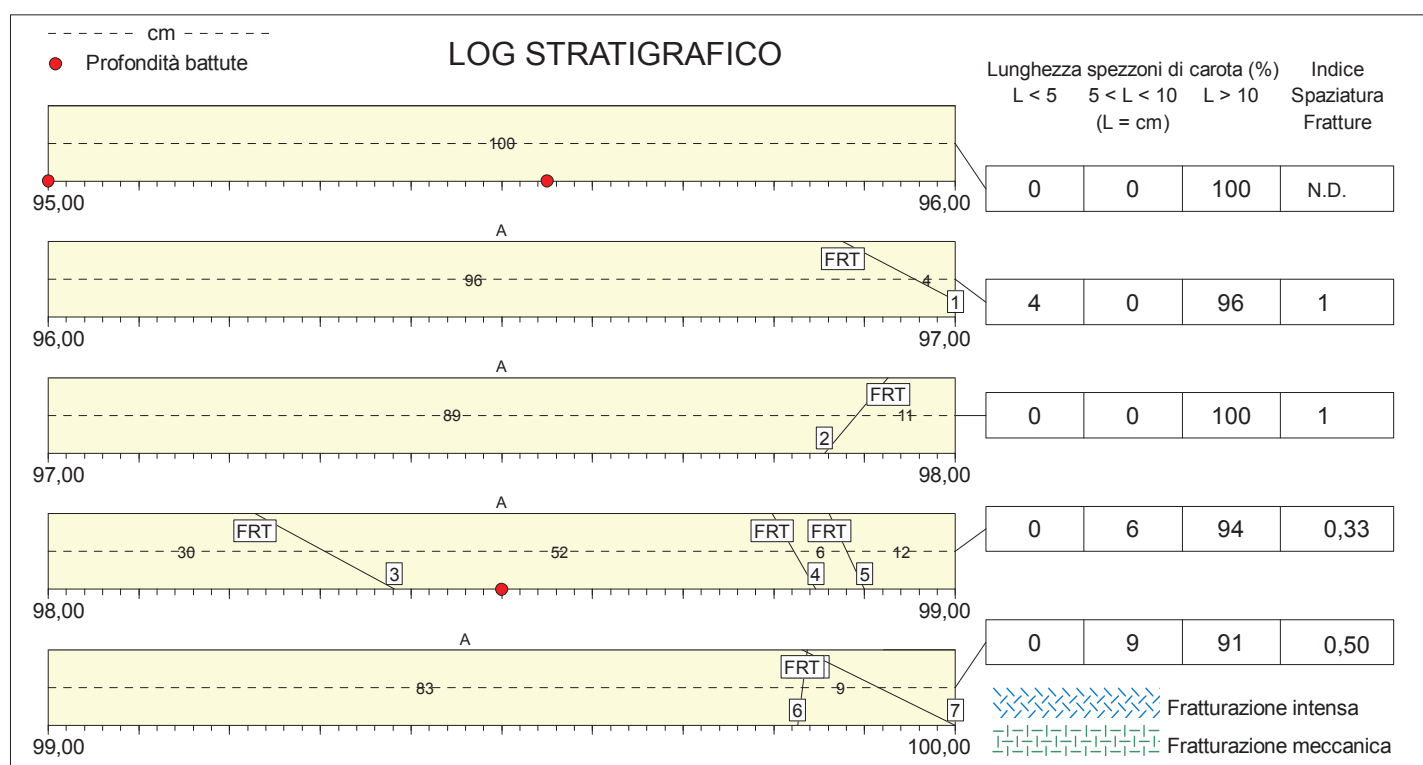 cm
Profondità battute
LOG STRATIGRAFICO
Lunghezza spezzoni di carota (%)
L < 5
5 < L < 10
L > 10
(L = cm)
Indice
Spaziatura
Fratture
100
95,00
96,00
0
0
100
N.D.
A
FRT
96
4
1
96,00
97,00
4
0
96
1
A
FRT
89
11
2
97,00
98,00
0
0
100
1
A
FRT
FRT
FRT
30
52
6
12
3
4
5
98,00
99,00
0
6
94
0,33
A
FRT
83
9
6
7
99,00
100,00
0
9
91
0,50
Fratturazione intensa
Fratturazione meccanica